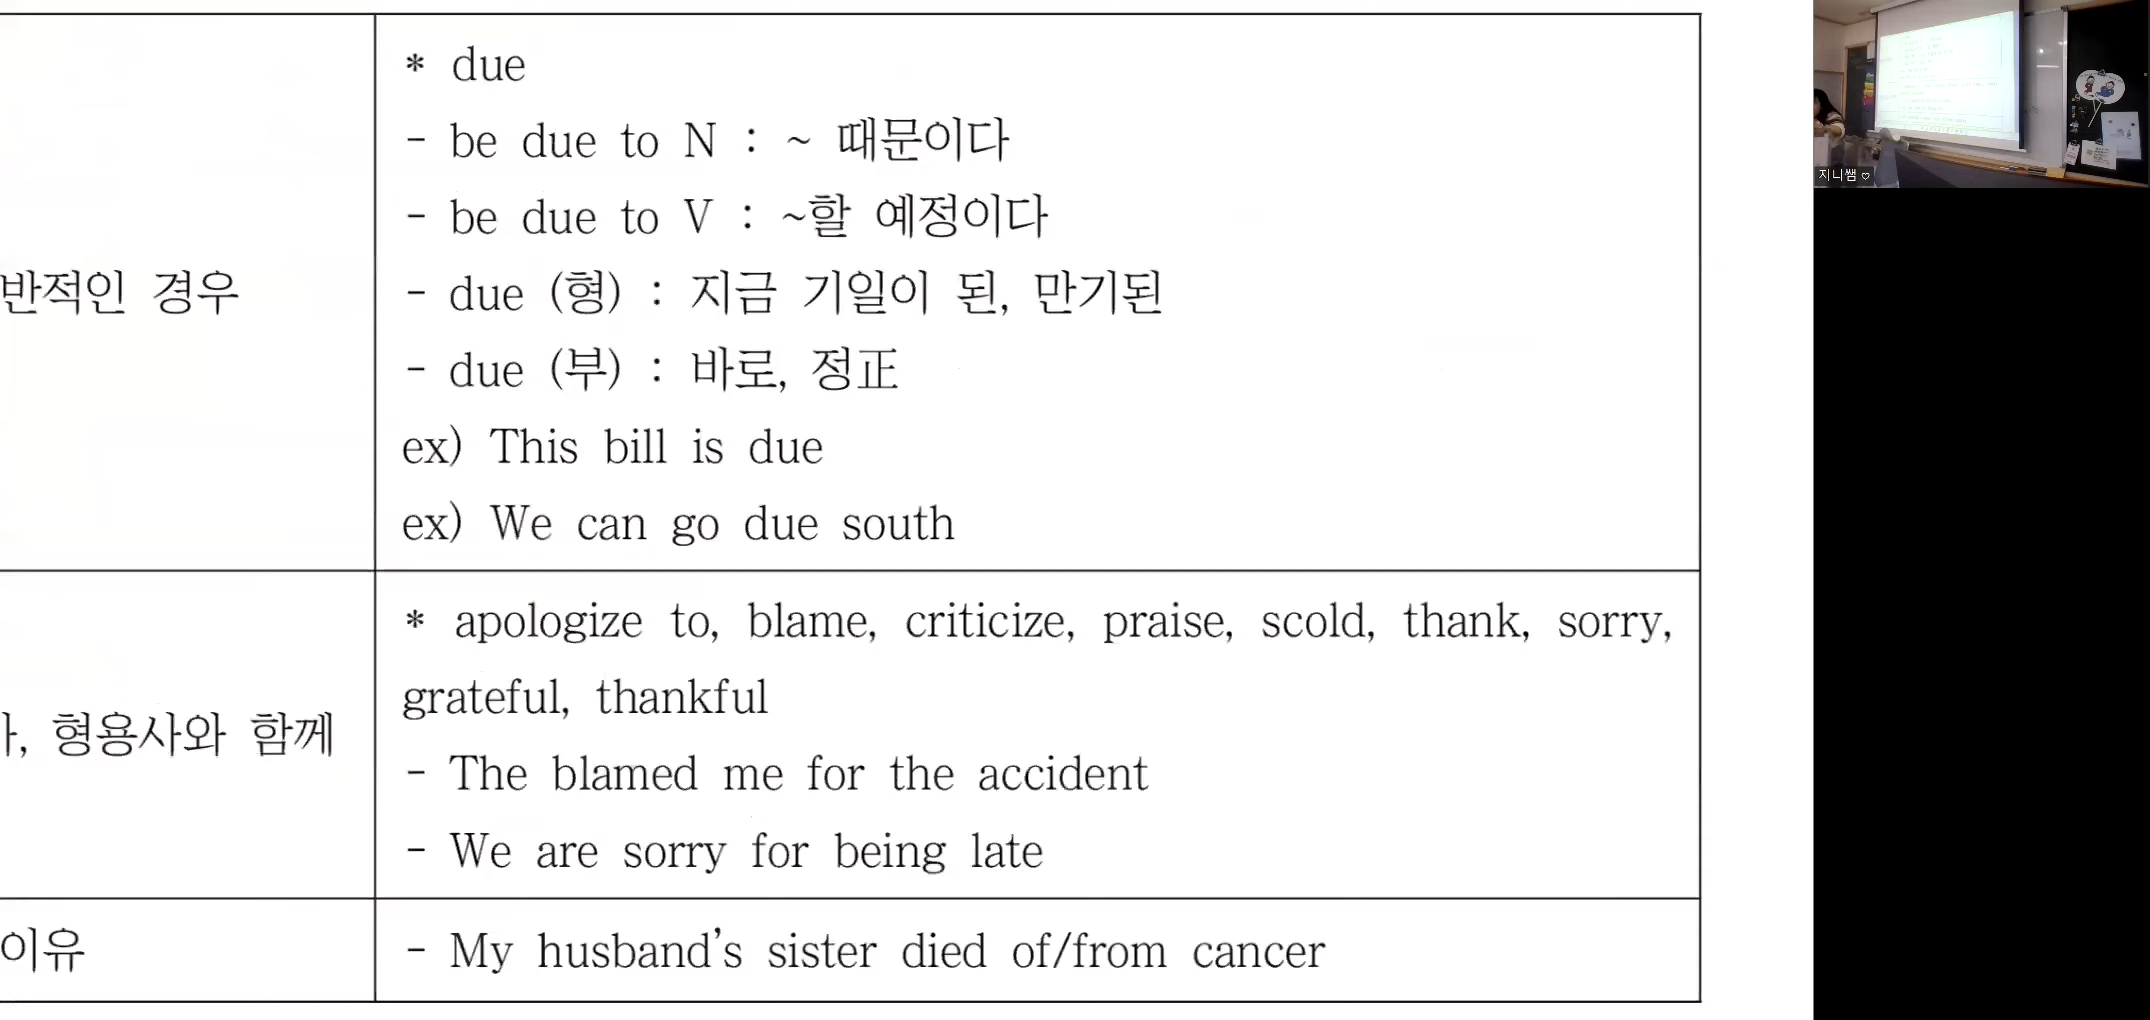 * due
- be due to N : ~ 때문이다
- be due to V : ~할 예정이다
반적인 경우
- due (형) : 지금 기일이 된, 만기된
- due (부) : 바로, 정正
ex) This bill is due
ex) We can go due south
* apologize to, blame, criticize, praise, scold, thank, sorry,
grateful, thankful
, 형용사와 함께
- The blamed me for the accident
- We are sorry for being late
이유
- My husband's sister died of/from cancer
지니쌤 ♡